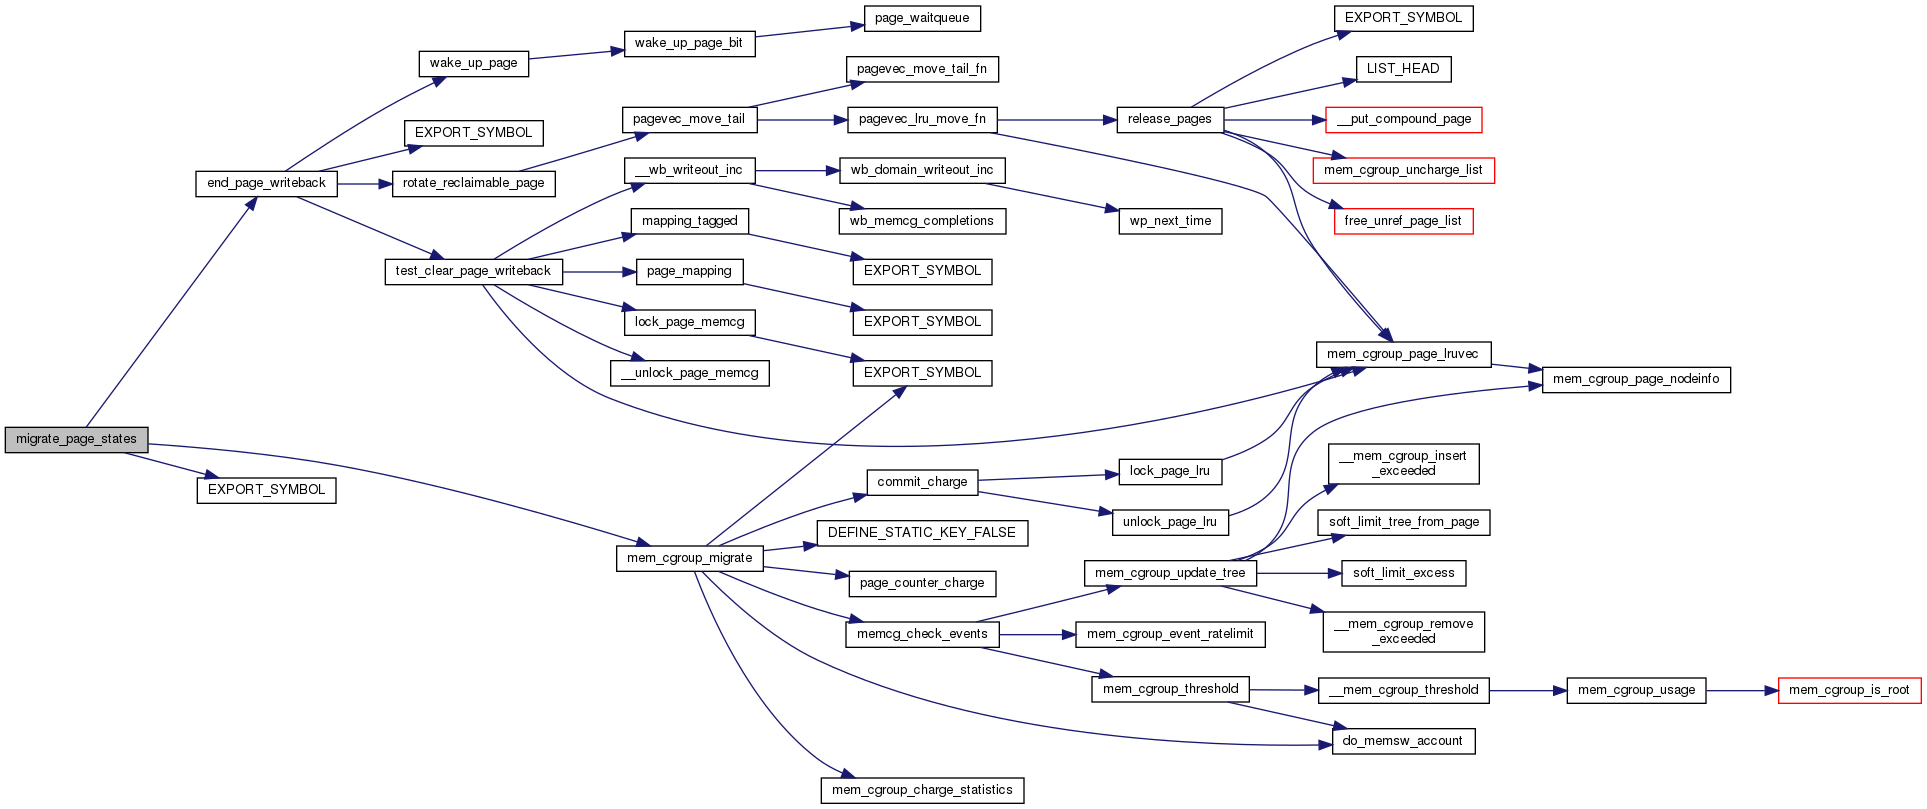 page_waitqueue
EXPORT_SYMBOL
wake_up_page_bit
wake_up_page
pagevec_move_tail_fn
LIST_HEAD
EXPORT_SYMBOL
pagevec_move_tail
pagevec_lru_move_fn
release_pages
__put_compound_page
end_page_writeback
rotate_reclaimable_page
__wb_writeout_inc
wb_domain_writeout_inc
mem_cgroup_uncharge_list
mapping_tagged
wb_memcg_completions
wp_next_time
free_unref_page_list
test_clear_page_writeback
page_mapping
EXPORT_SYMBOL
lock_page_memcg
EXPORT_SYMBOL
__unlock_page_memcg
EXPORT_SYMBOL
mem_cgroup_page_lruvec
mem_cgroup_page_nodeinfo
migrate_page_states
EXPORT_SYMBOL
commit_charge
lock_page_lru
__mem_cgroup_insert
_exceeded
unlock_page_lru
soft_limit_tree_from_page
DEFINE_STATIC_KEY_FALSE
mem_cgroup_migrate
page_counter_charge
mem_cgroup_update_tree
soft_limit_excess
memcg_check_events
mem_cgroup_event_ratelimit
__mem_cgroup_remove
_exceeded
mem_cgroup_threshold
__mem_cgroup_threshold
mem_cgroup_usage
mem_cgroup_is_root
do_memsw_account
mem_cgroup_charge_statistics